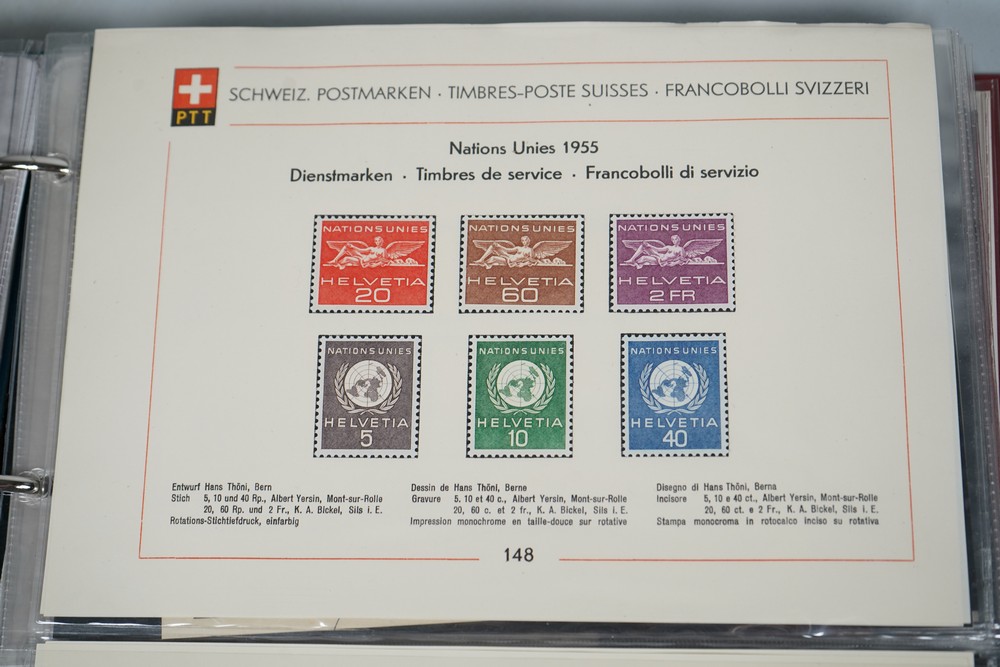 PTT
SCHWEIZ. POSTMARKEN · TIMBRES-POSTE SUISSES · FRANCOBOLLI SVIZZERI
Nations Unies 1955
Dienstmarken · Timbres de service · Francobolli di servizio
NATIONS UNIES
HELVETIA
20
NATIONS UNIES
HELVETIA
60
NATIONS UNIES
HELVETIA
2 FR
NATIONS UNIES
HELVETIA
5
NATIONS UNIES
HELVETIA
10
NATIONS UNIES
HELVETIA
40
Entwurf Hans Thöni, Bern
Stich 5, 10 und 40 Rp., Albert Yersin, Mont-sur-Rolle
20, 60 Rp. und 2 Fr., K. A. Bickel, Sils i. E.
Rotations-Stichtiefdruck, einfarbig
Dessin de Hans Thöni, Berne
Gravure 5. 10 et 40 c., Albert Yersin, Mont-sur-Rolle
20, 60 c. et 2 fr., K. A. Bickel, Sils i. E.
Impression monochrome en taille-douce sur rotative
Disegno di Hans Thöni, Berna
Incisore 5, 10 e 40 ct., Albert Yersin, Mont-sur-Rolle
20, 60 ct. e 2 Fr., K. A. Bickel, Sils i. E.
Stampa monocroma in rotocalco inciso su rotativa
148